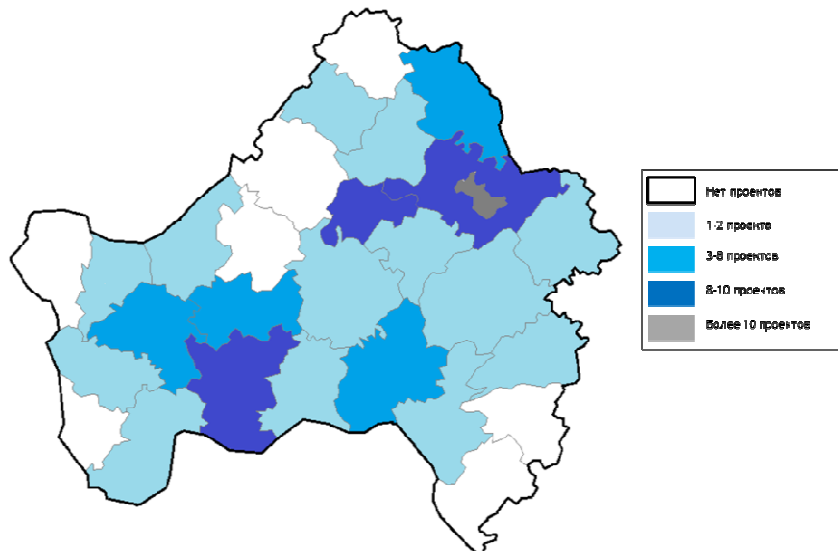 Нет проектов
1-2 проекта
3-8 проектов
8-10 проектов
Более 10 проектов